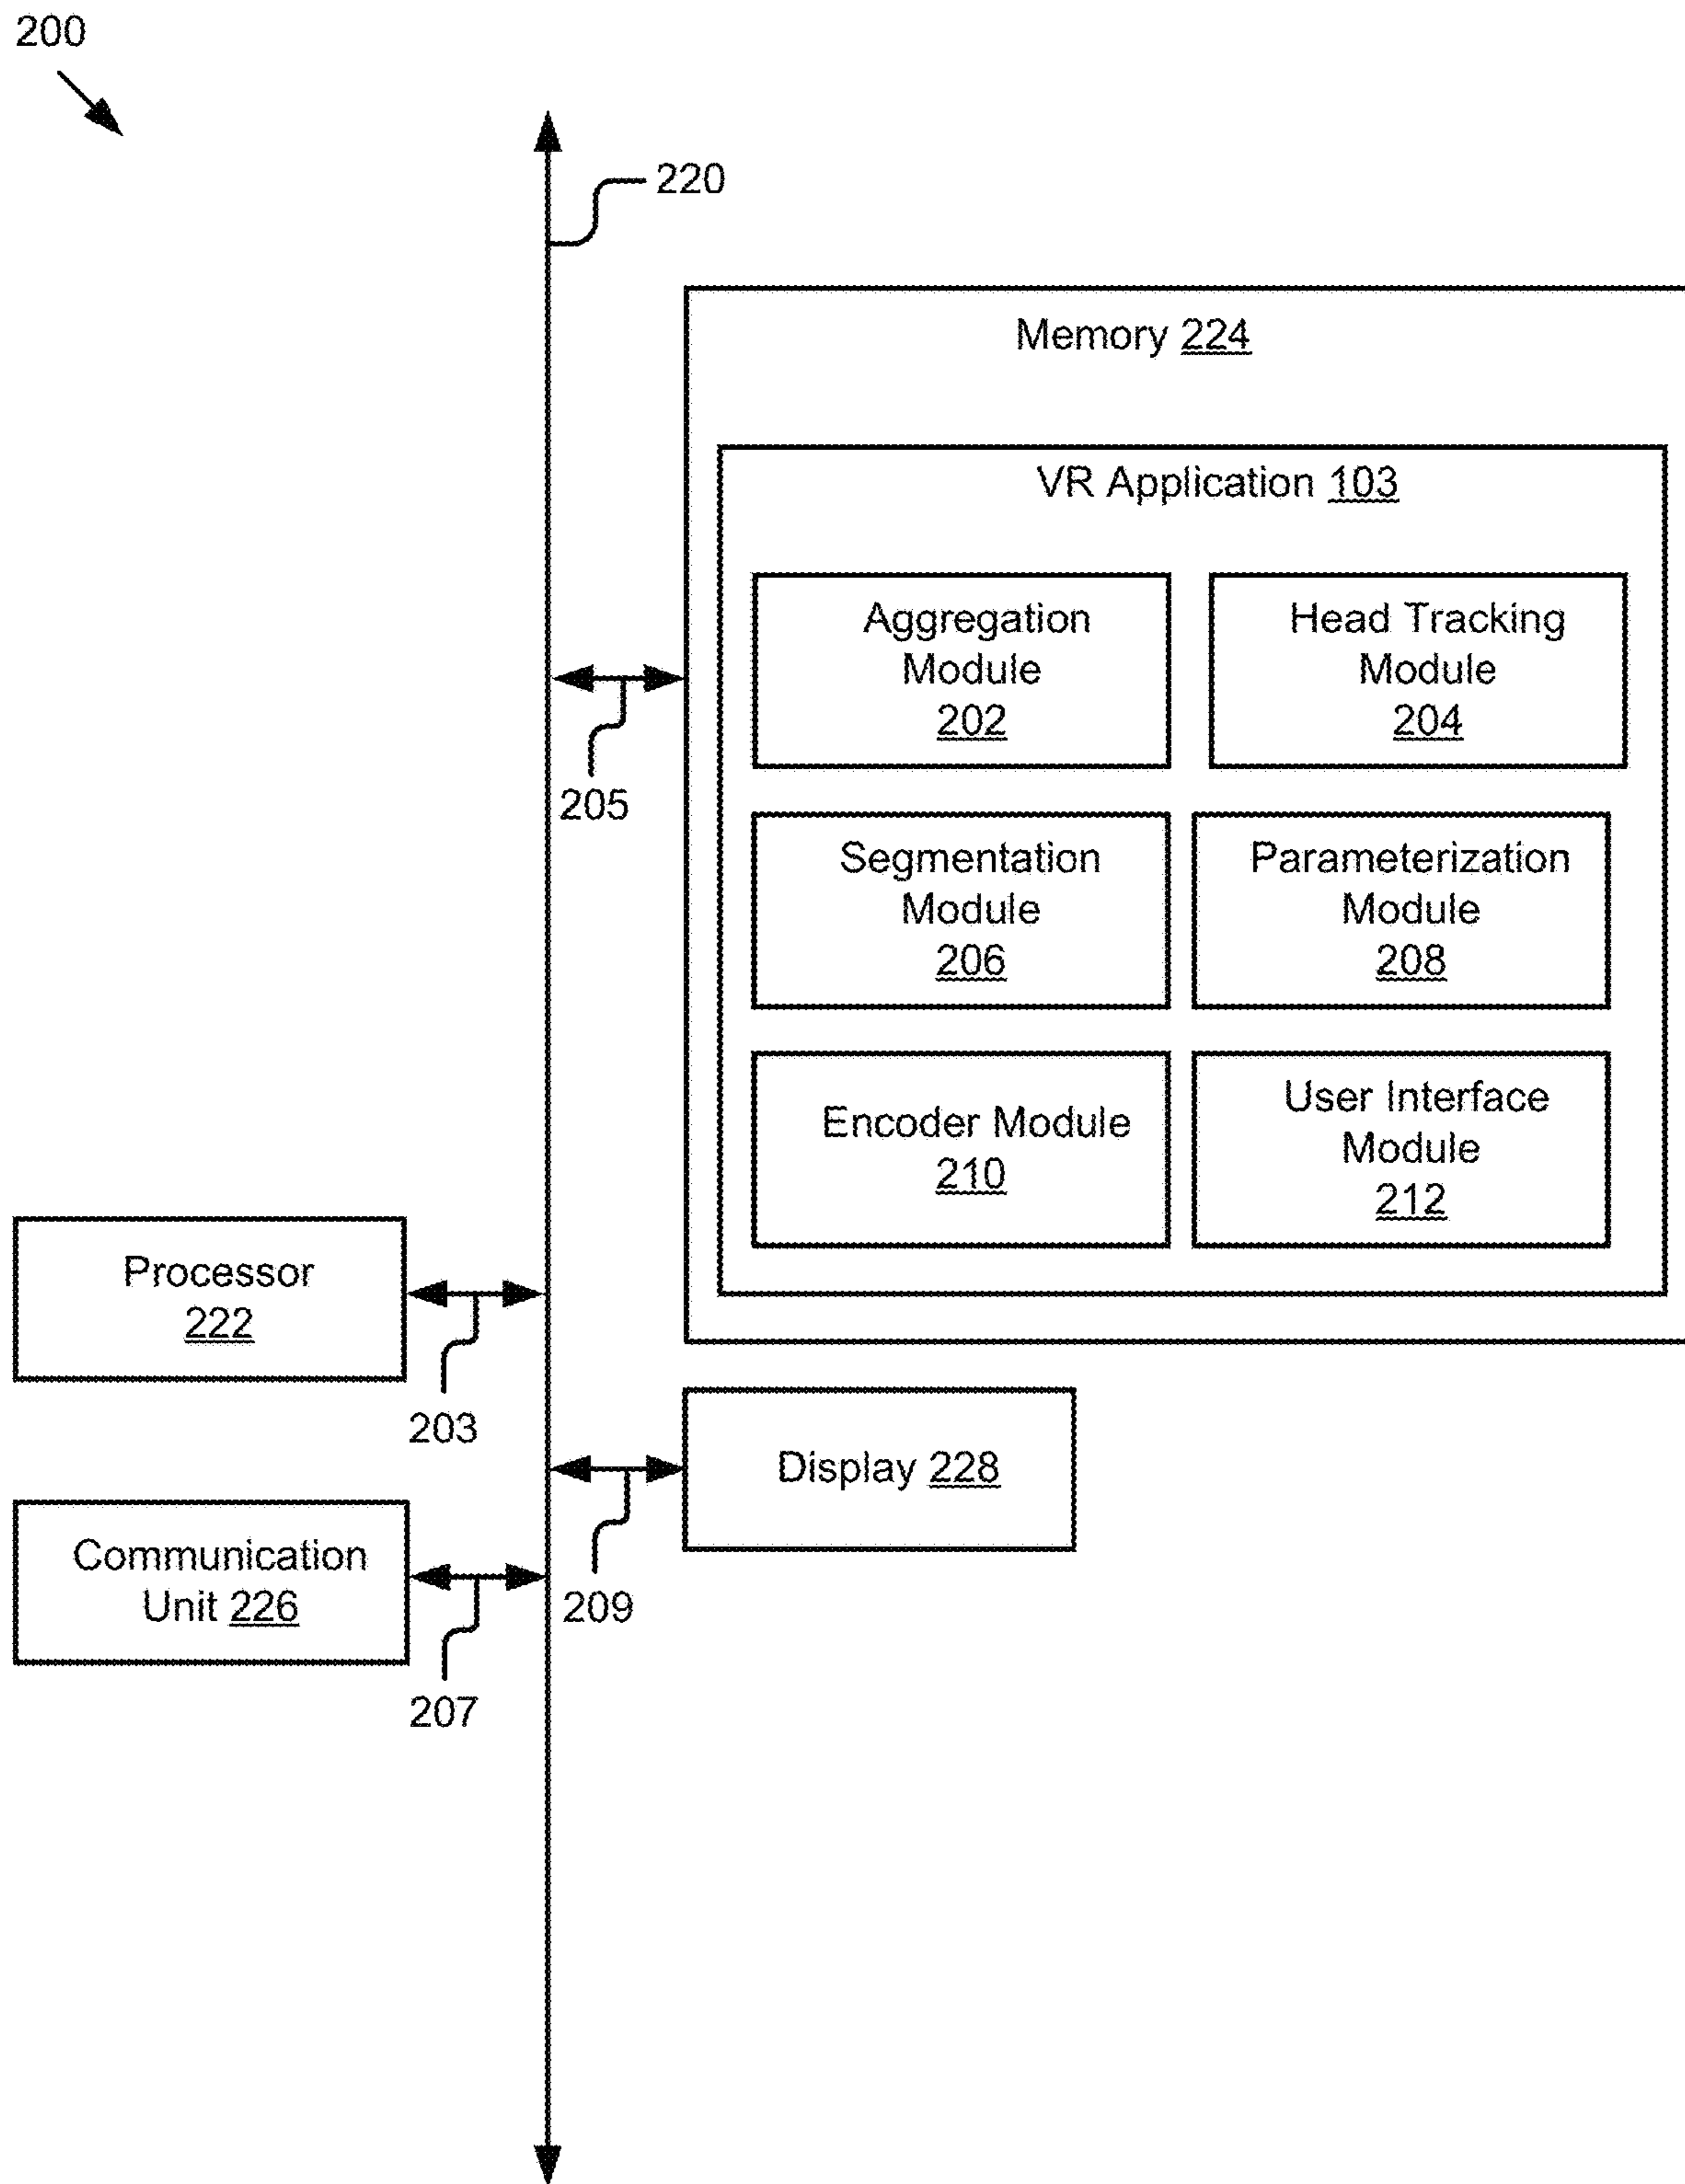 200
220
Memory 224
VR Application 103
Aggregation
Module
202
Head Tracking
Module
204
205
Segmentation
Module
206
Parameterization
Module
208
Encoder Module
210
User Interface
Module
212
Processor
222
203
Display 228
Communication
Unit 226
209
207